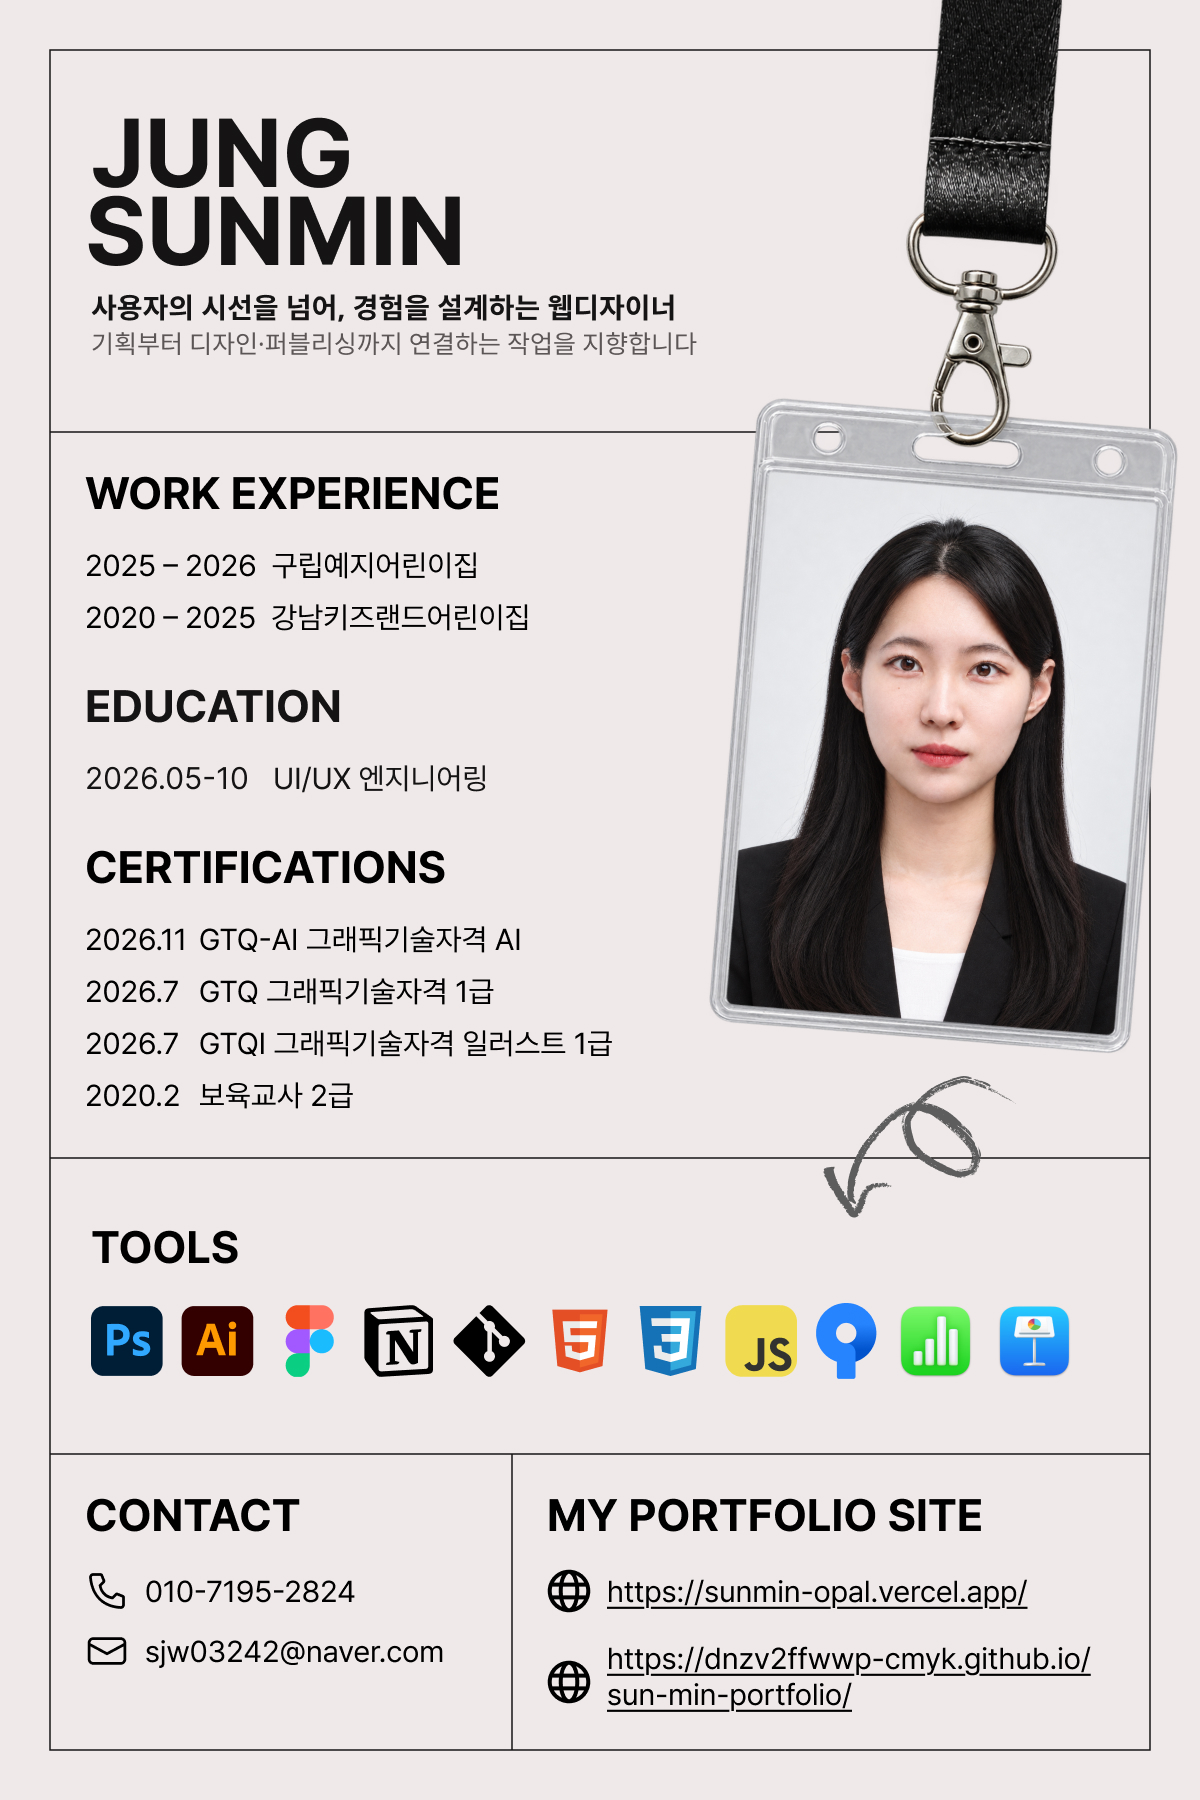 JUNG
SUNMIN
사용자의 시선을 넘어, 경험을 설계하는 웹디자이너
기획부터 디자인·퍼블리싱까지 연결하는 작업을 지향합니다
WORK EXPERIENCE
2025 – 2026 구립예지어린이집
2020 – 2025 강남키즈랜드어린이집
EDUCATION
2026.05-10 UI/UX 엔지니어링
CERTIFICATIONS
2026.11 GTQ-AI 그래픽기술자격 AI
2026.7 GTQ 그래픽기술자격 1급
2026.7 GTQI 그래픽기술자격 일러스트 1급
2020.2 보육교사 2급
TOOLS
Ps Ai N 5 3 JS
CONTACT
010-7195-2824
sjw03242@naver.com
MY PORTFOLIO SITE
https://sunmin-opal.vercel.app/
https://dnzv2ffwwp-cmyk.github.io/
sun-min-portfolio/